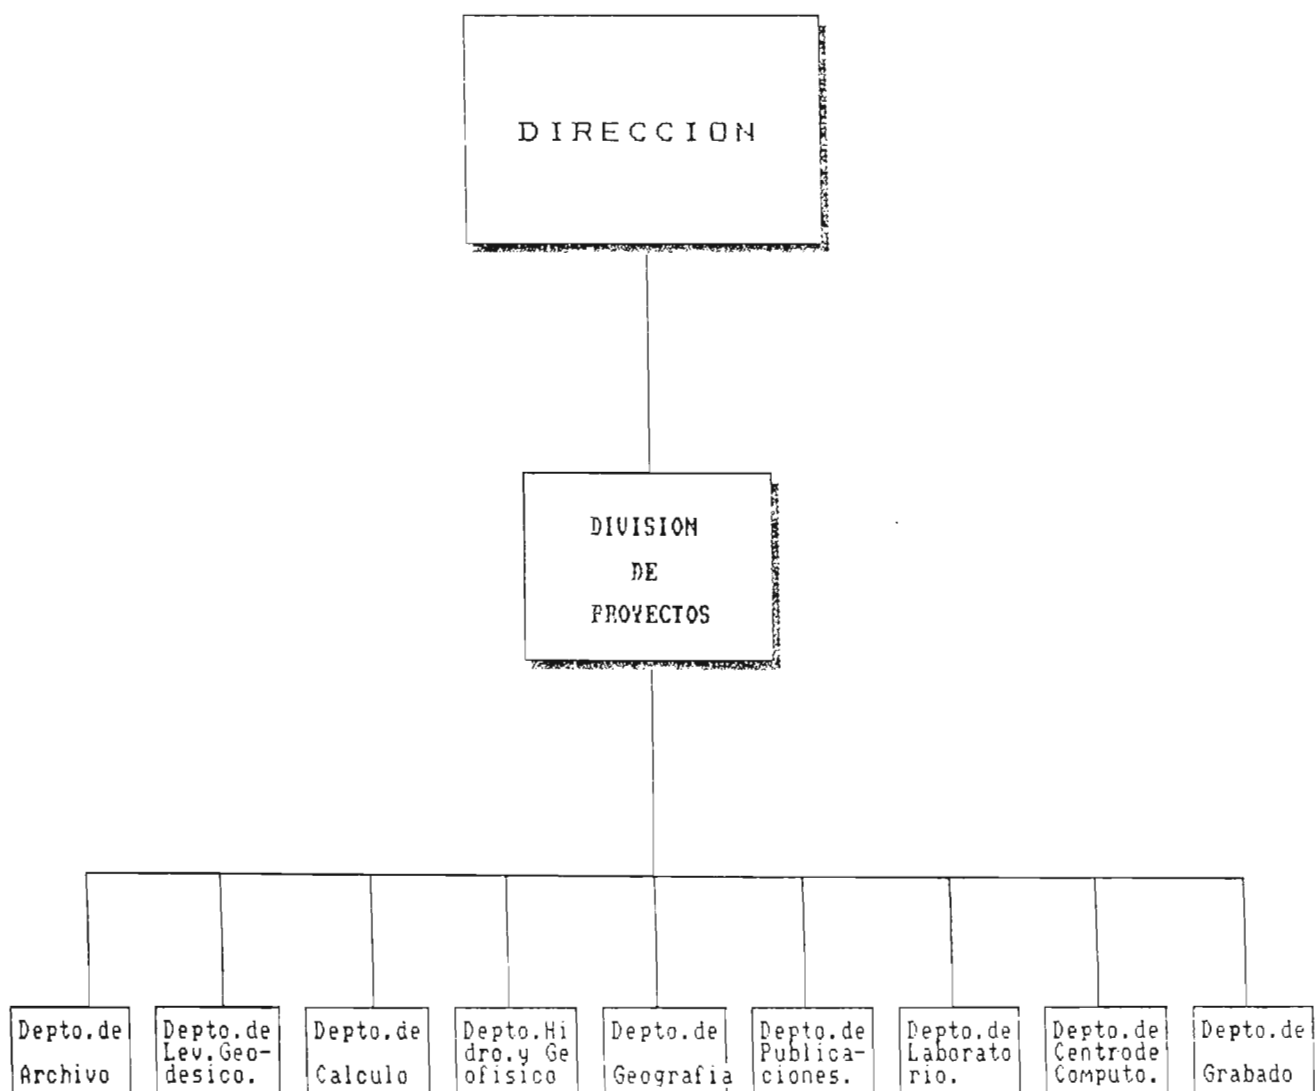 DIRECCION
DIVISION
DE
PROYECTOS
Depto.de
Archivo
Depto.de
Lev.Geo-
desico.
Depto.de
Calculo
Depto.Hi
dro.y Ge
ofisico
Depto.de
Geografia
Depto.de
Publica-
ciones.
Depto.de
Laborato
rio.
Depto.de
Centrode
Computo.
Depto.de
Grabado